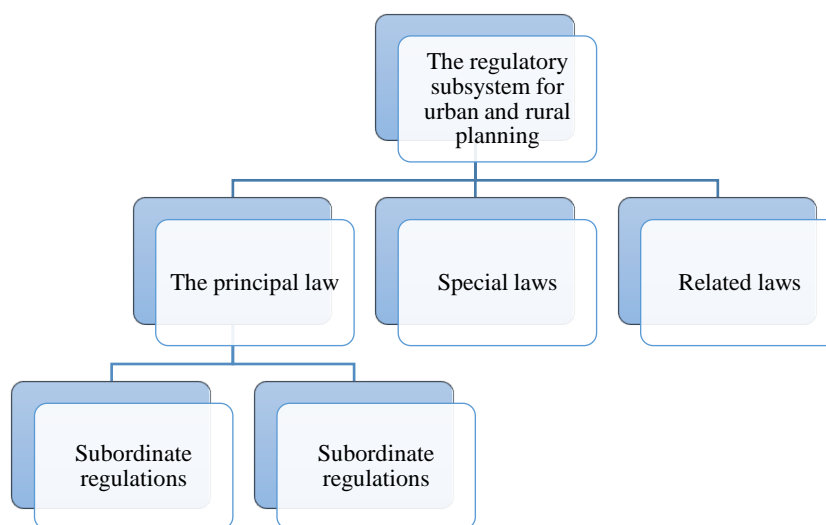 The regulatory
subsystem for
urban and rural
planning
The principal law
Special laws
Related laws
Subordinate
regulations
Subordinate
regulations